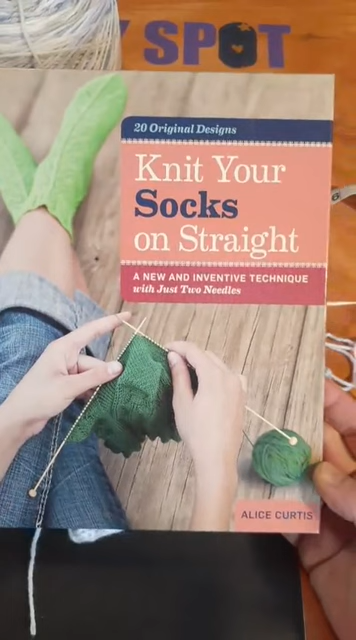 SPOT
20 Original Designs
Knit Your
Socks
on Straight
A NEW AND INVENTIVE TECHNIQUE
with Just Two Needles
ALICE CURTIS